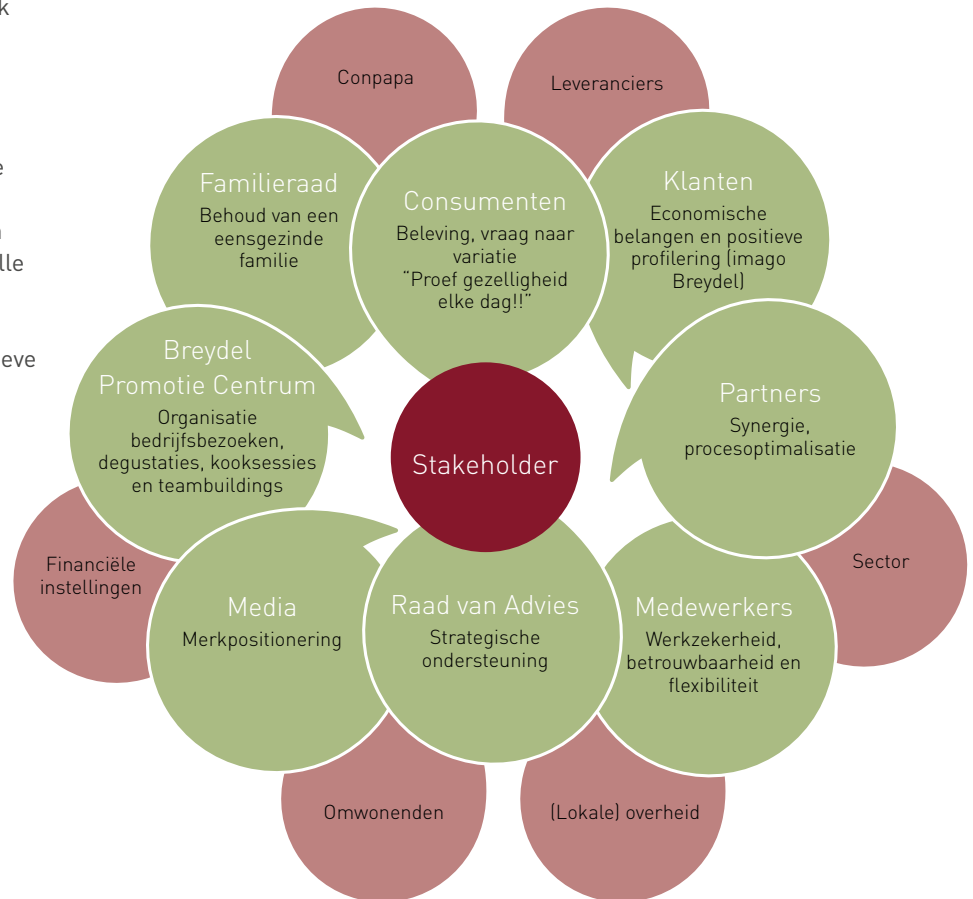 Conpapa
Leveranciers
Familieraad
Behoud van een
eensgezinde
familie
Consumenten
Beleving, vraag naar
variatie
“Proef gezelligheid
elke dag!!”
Klanten
Economische
belangen en positieve
profilering (imago
Breydel)
Breydel
Promotie Centrum
Organisatie
bedrijfsbezoeken,
degustaties, kooksessies
en teambuildings
Stakeholder
Partners
Synergie,
procesoptimalisatie
Financiële
instellingen
Sector
Media
Merkpositionering
Raad van Advies
Strategische
ondersteuning
Medewerkers
Werkzekerheid,
betrouwbaarheid en
flexibiliteit
Omwonenden
(Lokale) overheid